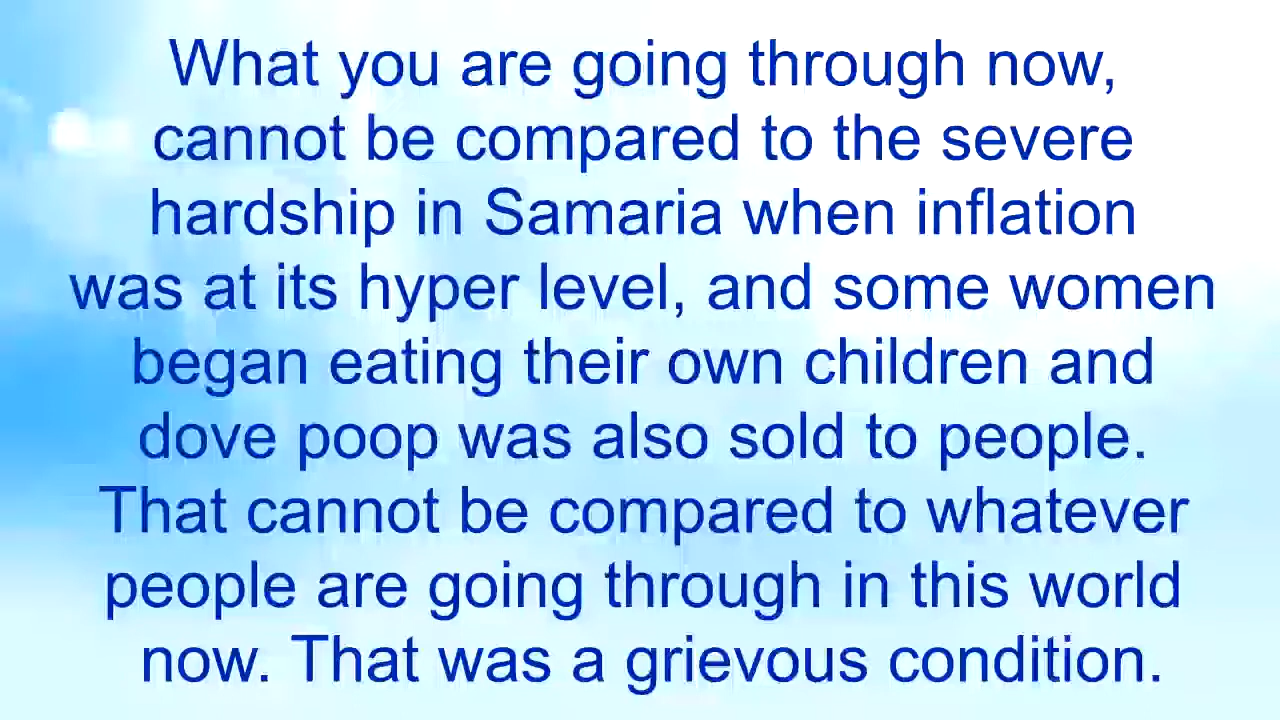 What you are going through now,
cannot be compared to the severe
hardship in Samaria when inflation
was at its hyper level, and some women
began eating their own children and
dove poop was also sold to people.
That cannot be compared to whatever
people are going through in this world
now. That was a grievous condition.